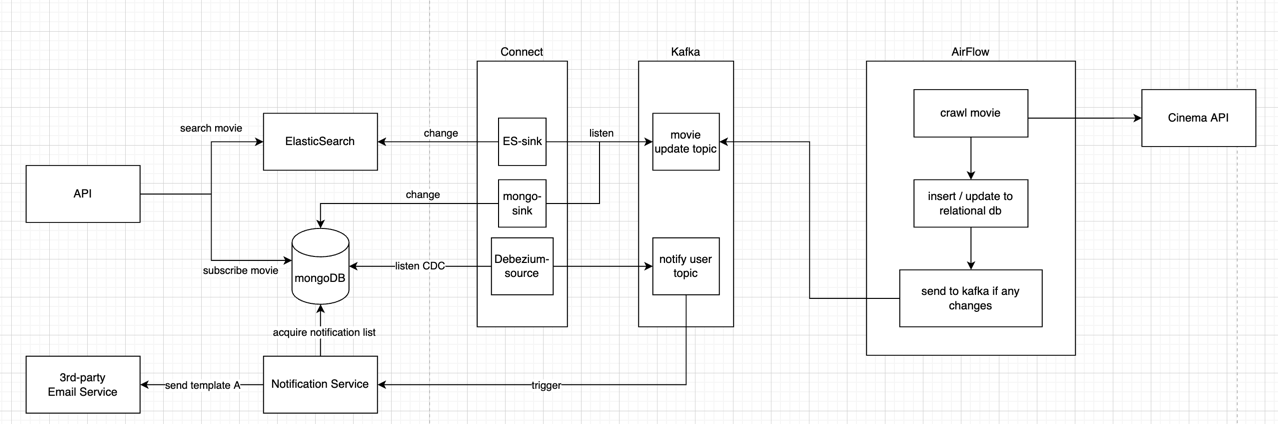 Connect
Kafka
AirFlow
search movie
ElasticSearch
change
ES-sink
listen
movie
update topic
crawl movie
Cinema API
API
change
mongo-
sink
insert / update to
relational db
subscribe movie
mongoDB
listen CDC
Debezium-
source
notify user
topic
send to kafka if any
changes
acquire notification list
3rd-party
Email Service
send template A
Notification Service
trigger